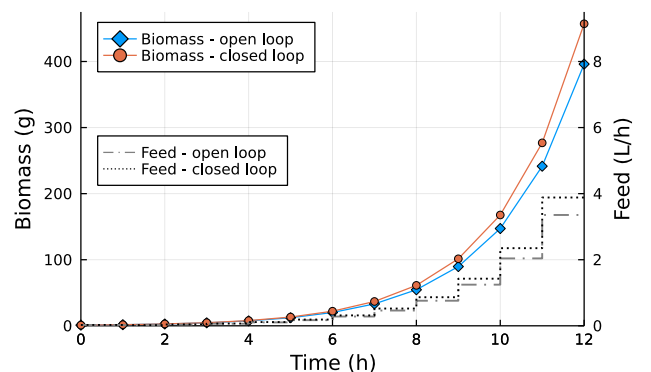 Biomass - open loop
Biomass - closed loop
Feed - open loop
Feed - closed loop
Biomass (g)
400
300
200
100
0
Feed (L/h)
8
6
4
2
0
0 2 4 6 8 10 12
Time (h)